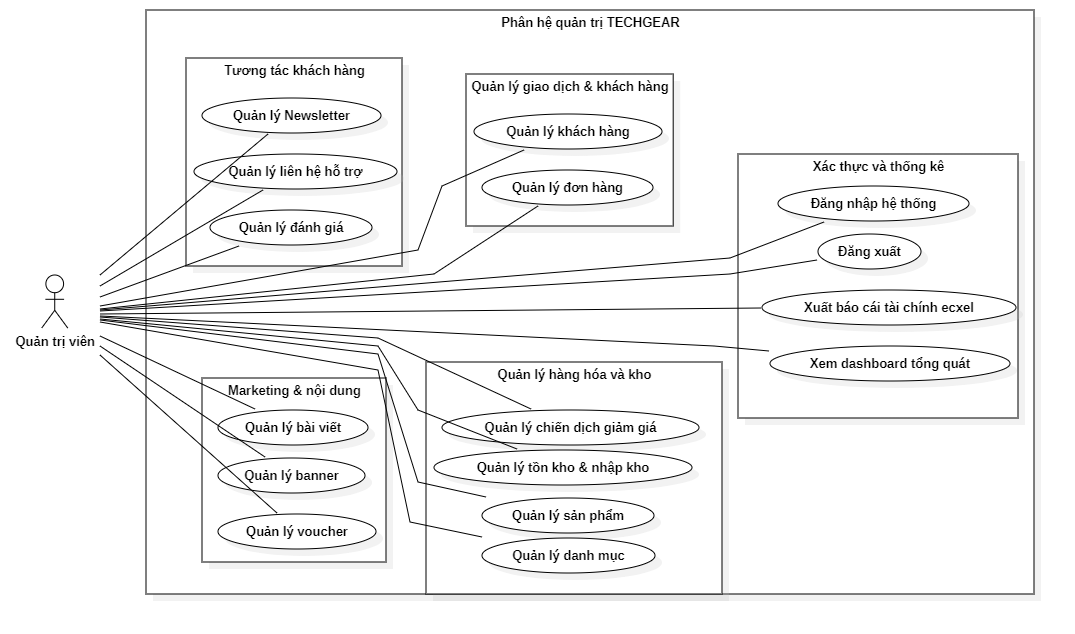 Phân hệ quản trị TECHGEAR
Tương tác khách hàng
Quản lý Newsletter
Quản lý liên hệ hỗ trợ
Quản lý đánh giá
Quản lý giao dịch & khách hàng
Quản lý khách hàng
Quản lý đơn hàng
Xác thực và thống kê
Đăng nhập hệ thống
Đăng xuất
Xuất báo cái tài chính ecxel
Xem dashboard tổng quát
Quản trị viên
Marketing & nội dung
Quản lý bài viết
Quản lý banner
Quản lý voucher
Quản lý hàng hóa và kho
Quản lý chiến dịch giảm giá
Quản lý tồn kho & nhập kho
Quản lý sản phẩm
Quản lý danh mục